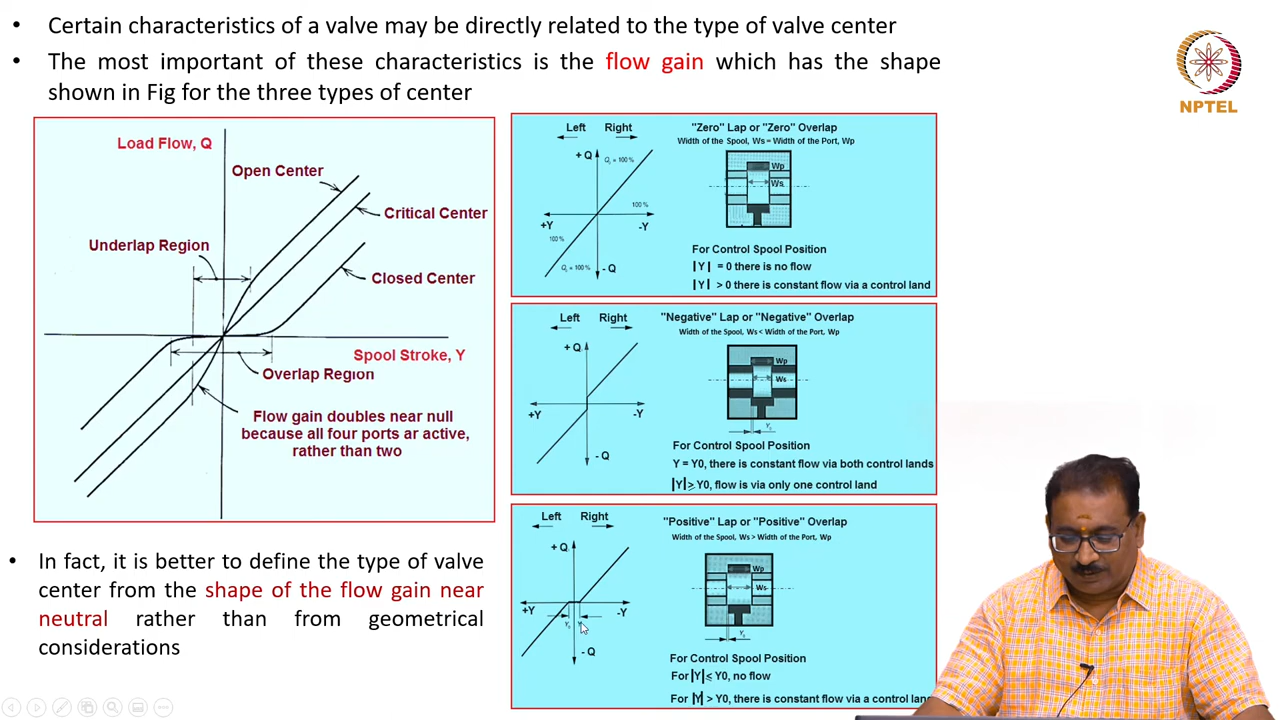 • Certain characteristics of a valve may be directly related to the type of valve center
• The most important of these characteristics is the flow gain which has the shape
shown in Fig for the three types of center
NPTEL
Load Flow, Q
Open Center
Critical Center
Underlap Region
Closed Center
Spool Stroke, Y
Overlap Region
Flow gain doubles near null
because all four ports ar active,
rather than two
Left Right
"Zero" Lap or "Zero" Overlap
Width of the Spool, Ws = Width of the Port, Wp
+ Q
100 %
Wp
Ws
100 %
+Y
-Y
100 %
100 %
- Q
For Control Spool Position
|Y| = 0 there is no flow
|Y| > 0 there is constant flow via a control land
Left Right
"Negative" Lap or "Negative" Overlap
Width of the Spool, Ws < Width of the Port, Wp
+ Q
Wp
Ws
+Y
-Y
- Q
For Control Spool Position
Y = Y0, there is constant flow via both control lands
|Y| ≥ Y0, flow is via only one control land
Left Right
"Positive" Lap or "Positive" Overlap
Width of the Spool, Ws > Width of the Port, Wp
+ Q
Wp
Ws
+Y
-Y
- Q
For Control Spool Position
For |Y| ≤ Y0, no flow
For |Y| > Y0, there is constant flow via a control land
• In fact, it is better to define the type of valve
center from the shape of the flow gain near
neutral rather than from geometrical
considerations